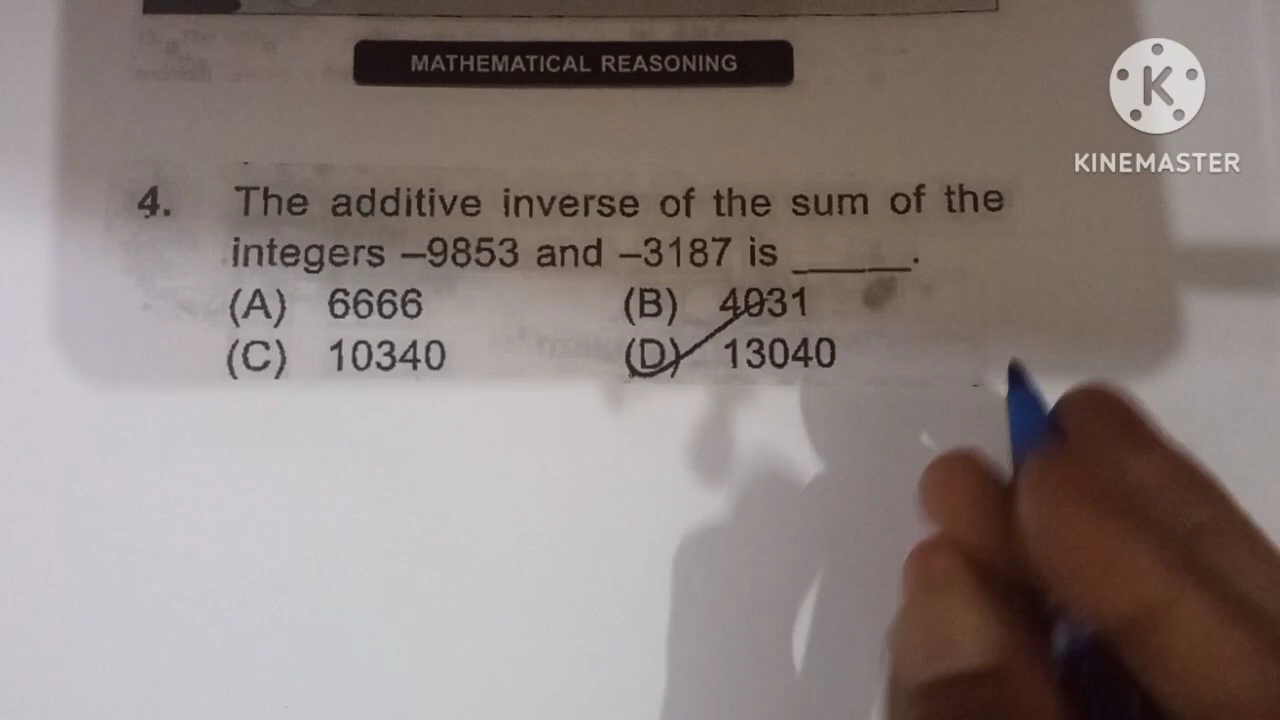 MATHEMATICAL REASONING
K
KINEMASTER
4. The additive inverse of the sum of the
integers –9853 and –3187 is _____.
(A) 6666 (B) 4031
(C) 10340 (D) 13040